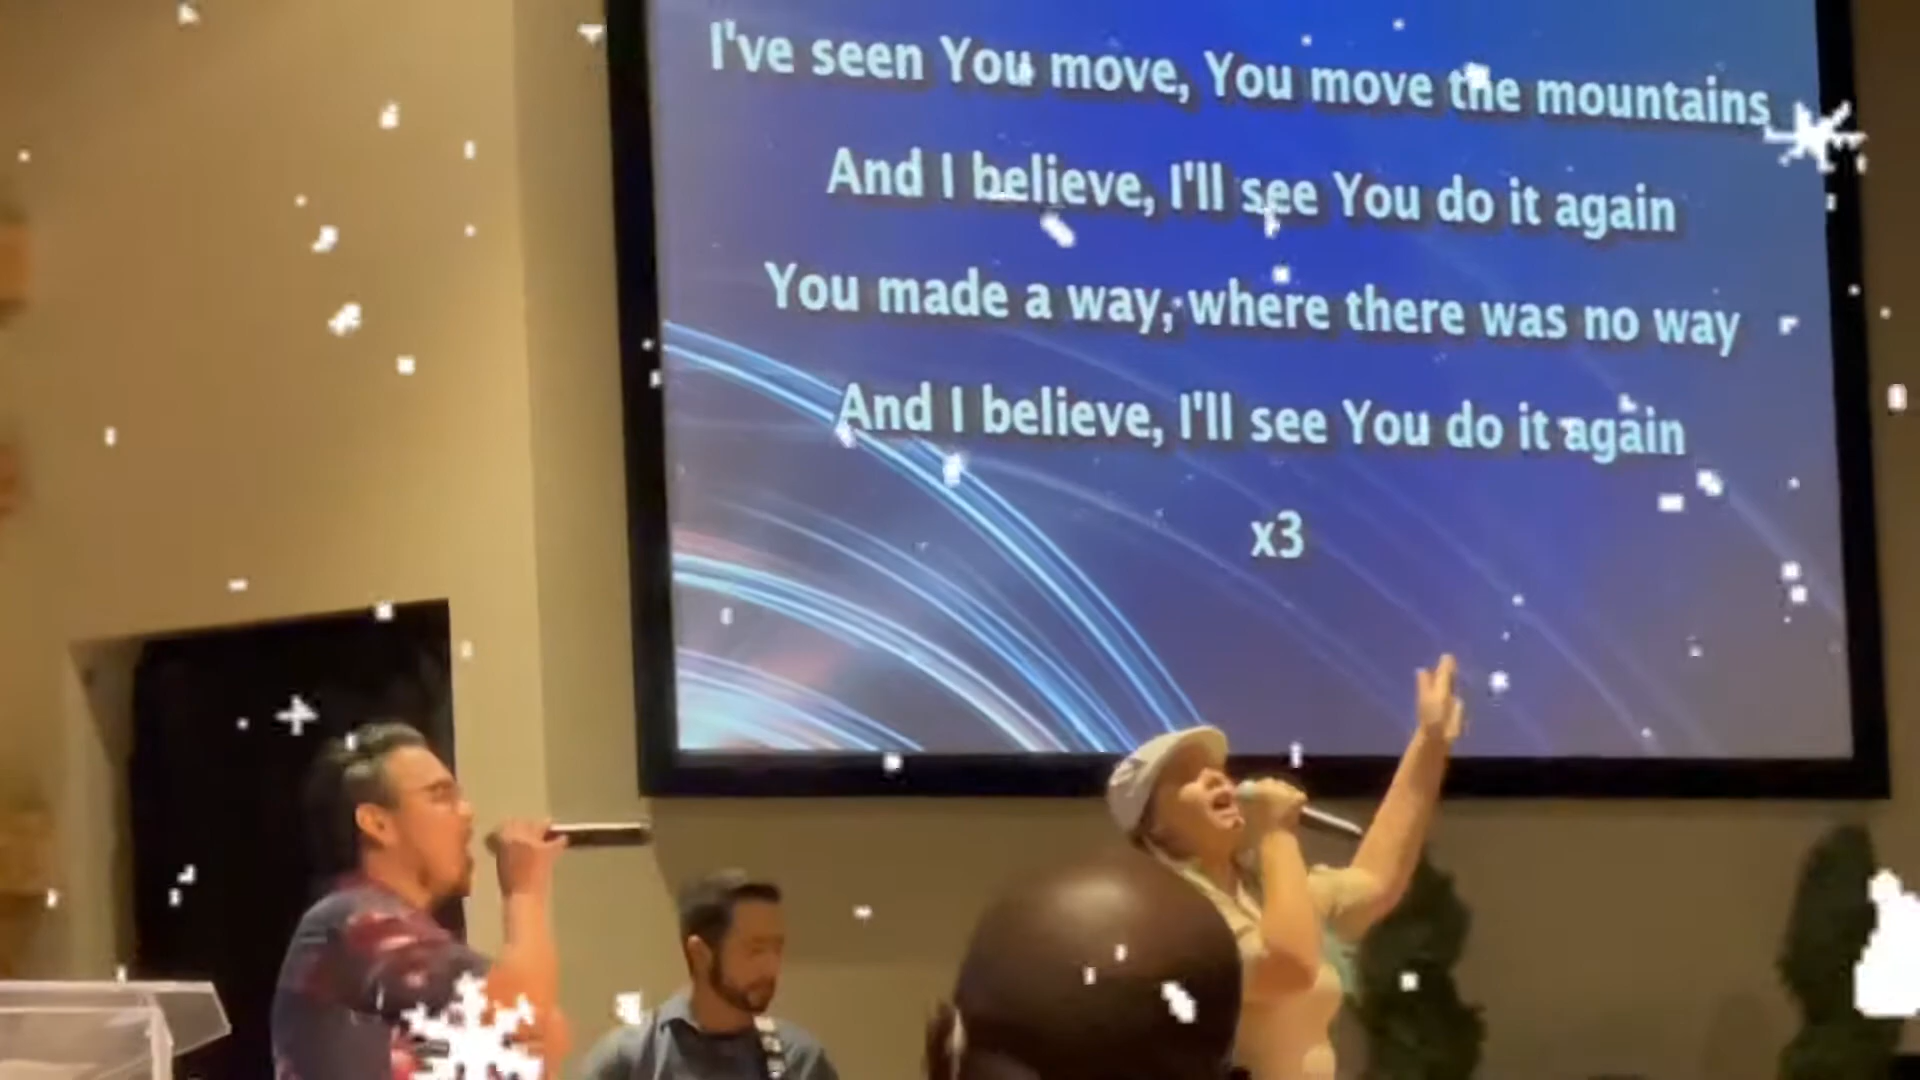 I've seen You move, You move the mountains
And I believe, I'll see You do it again
You made a way, where there was no way
And I believe, I'll see You do it again
x3